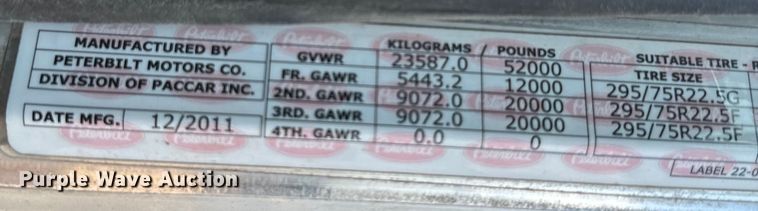 MANUFACTURED BY
PETERBILT MOTORS CO.
DIVISION OF PACCAR INC.
DATE MFG. 12/2011
KILOGRAMS / POUNDS
GVWR 23587.0 52000
FR. GAWR 5443.2 12000
2ND. GAWR 9072.0 20000
3RD. GAWR 9072.0 20000
4TH. GAWR 0.0 0
SUITABLE TIRE - R
TIRE SIZE
295/75R22.5G
295/75R22.5F
295/75R22.5F
LABEL 22-0
Peterbilt
Purple Wave Auction